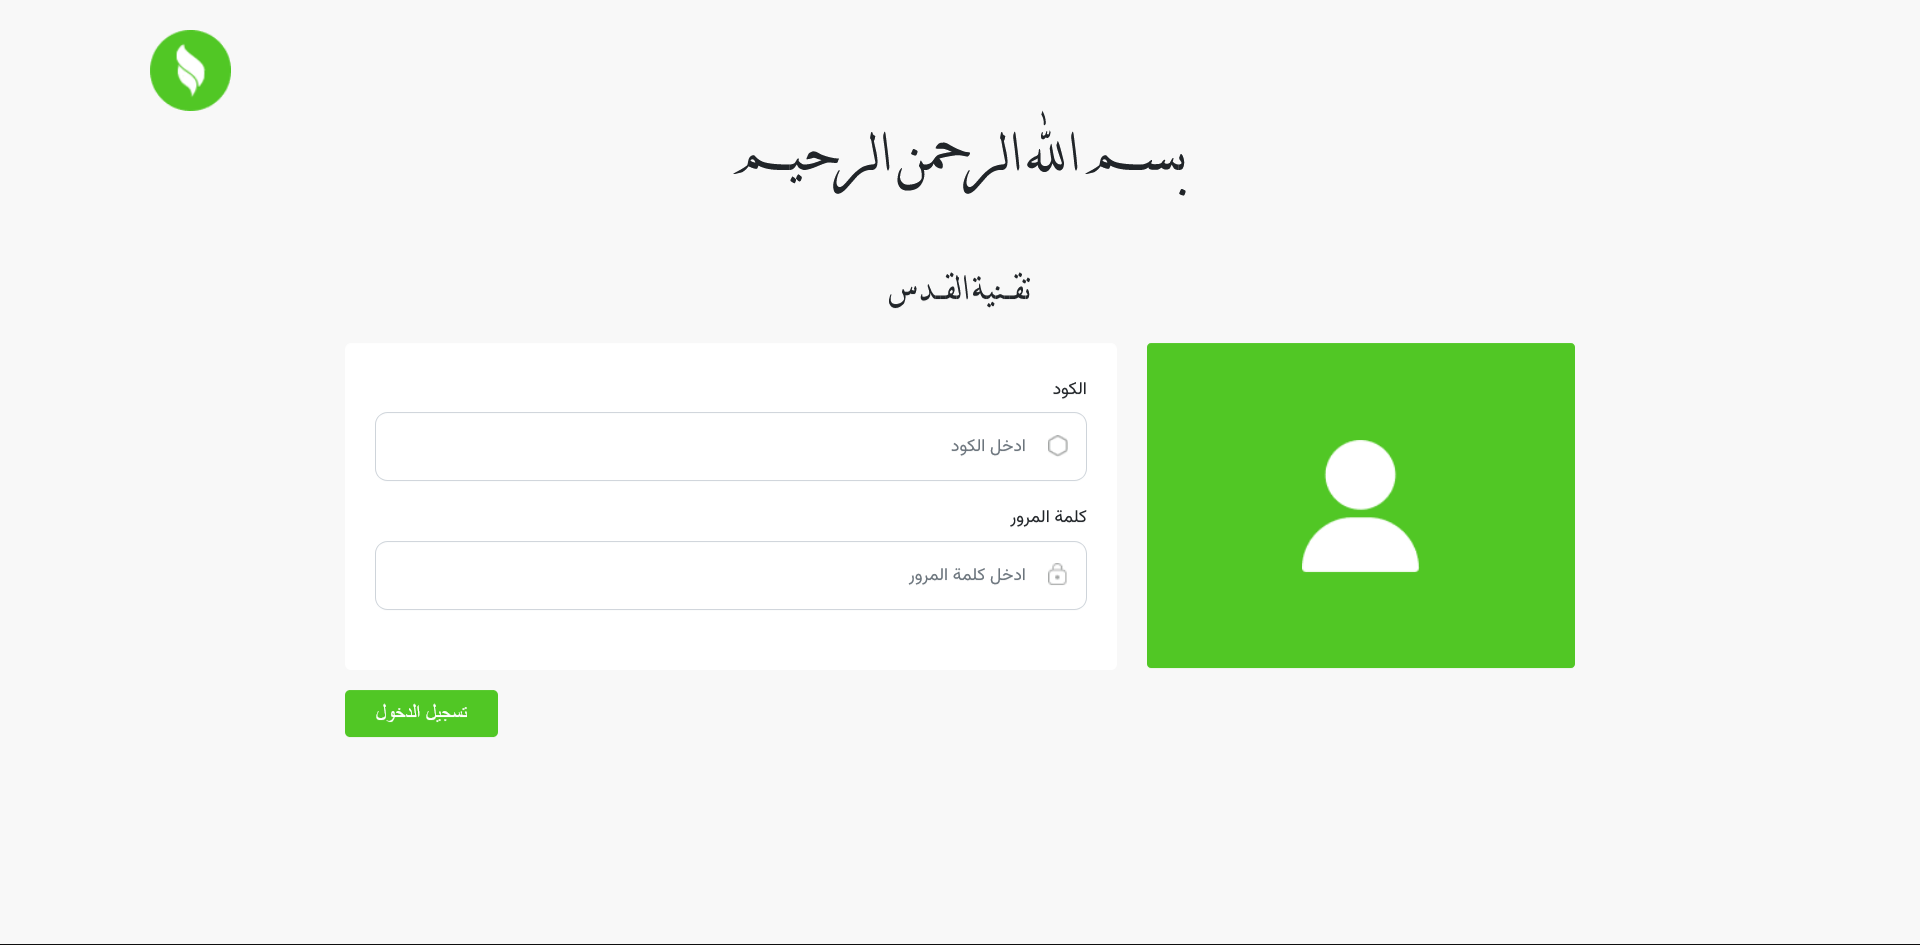 بسم الله الرحمن الرحيم
تقنية القدس
الكود
ادخل الكود
كلمة المرور
ادخل كلمة المرور
تسجيل الدخول